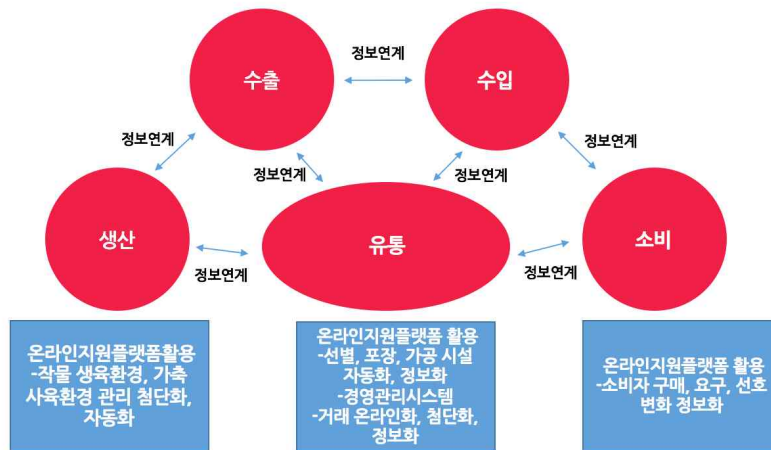 정보연계
수출
수입
정보연계
정보연계
정보연계
정보연계
생산
유통
소비
정보연계
정보연계
온라인지원플랫폼활용
-작물 생육환경, 가축
사육환경 관리 첨단화,
자동화
온라인지원플랫폼 활용
-선별, 포장, 가공 시설
자동화, 정보화
-경영관리시스템
-거래 온라인화, 첨단화,
정보화
온라인지원플랫폼 활용
-소비자 구매, 요구, 선호
변화 정보화